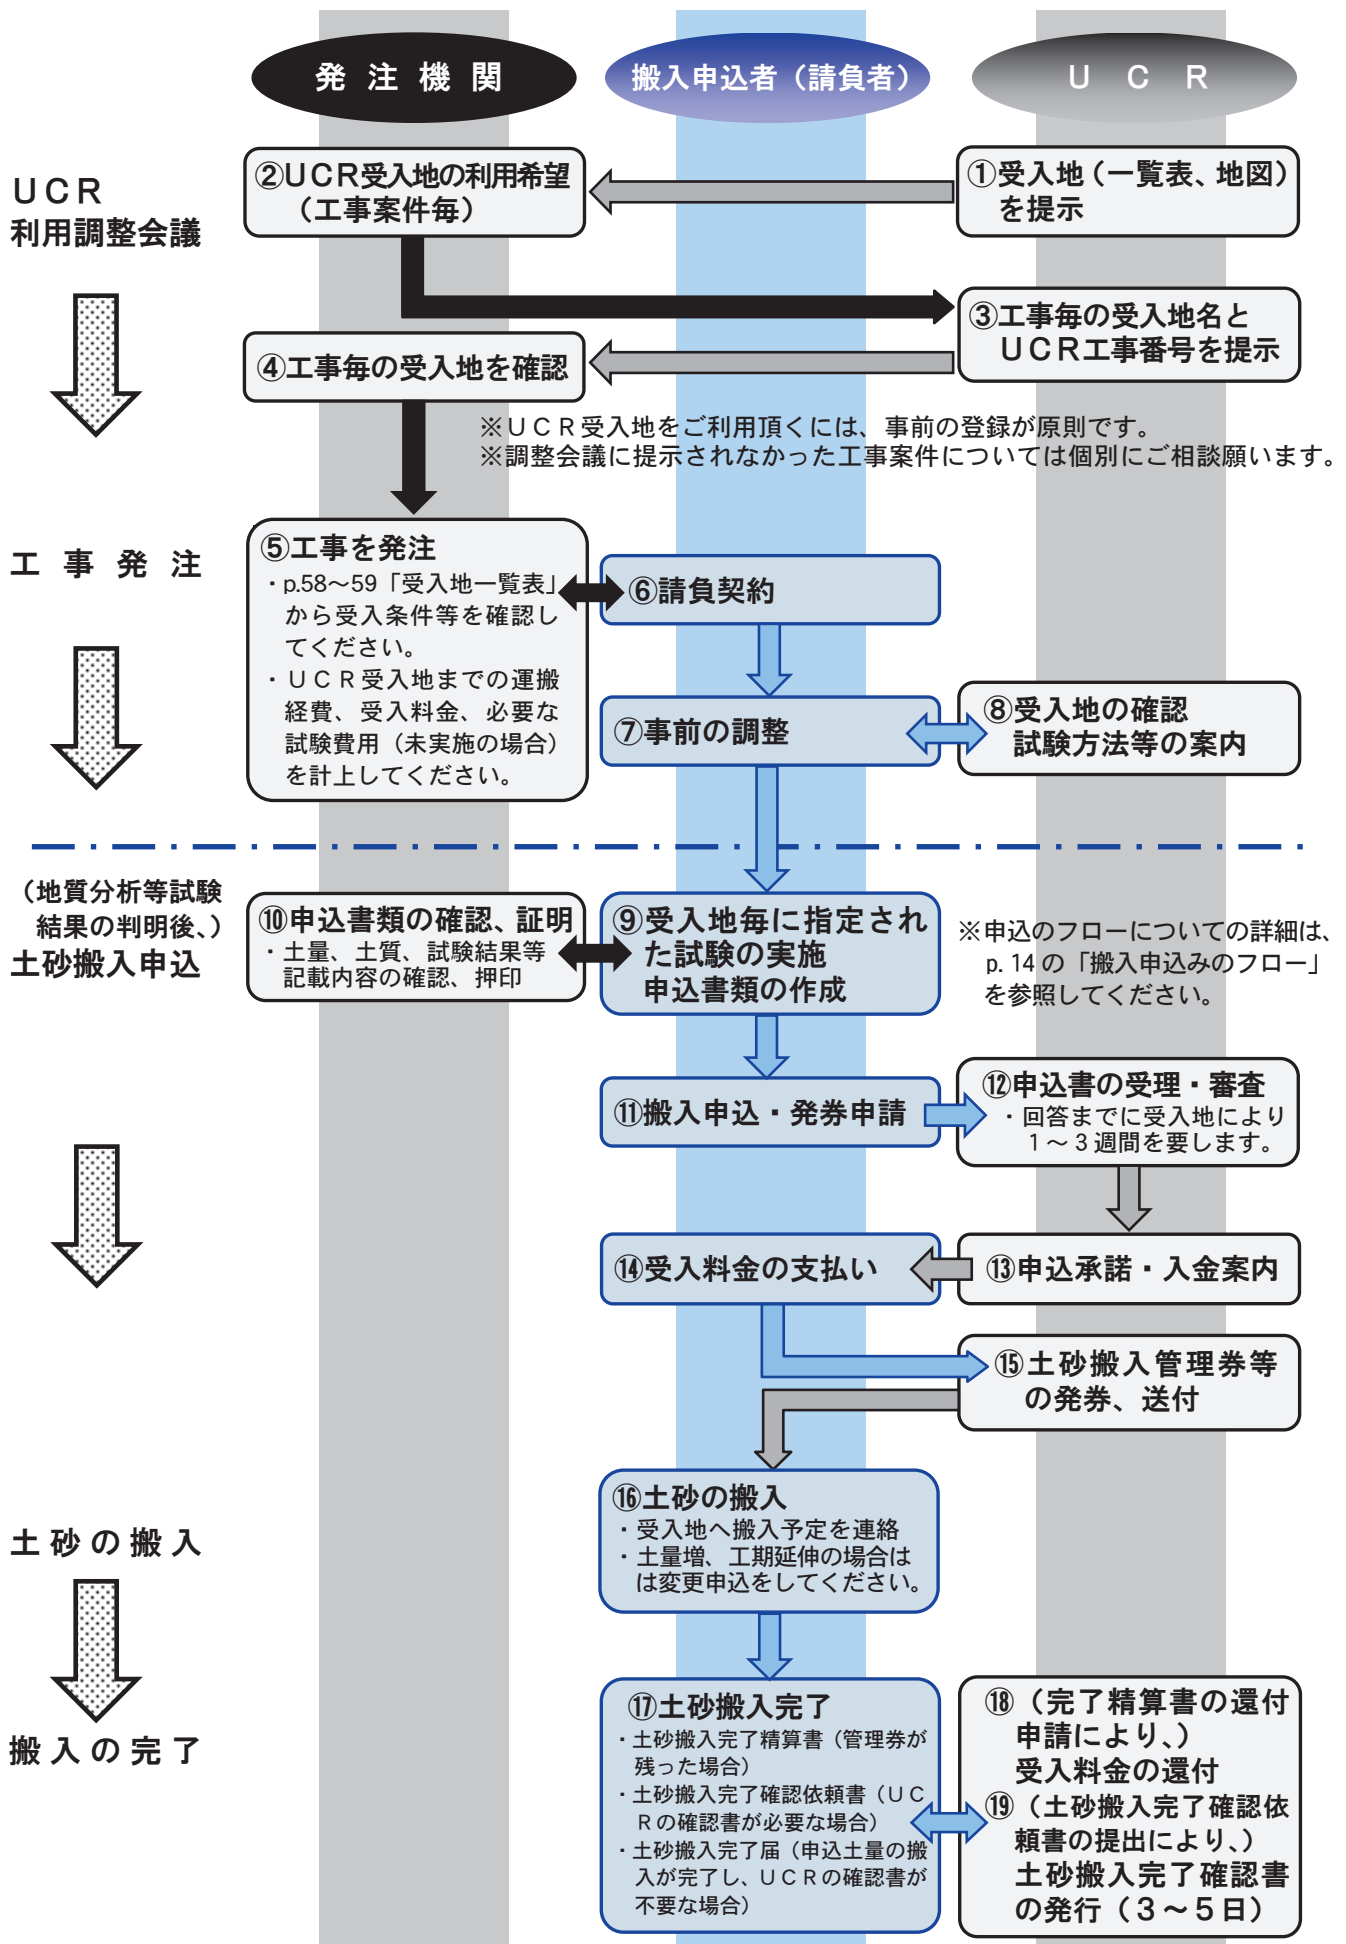 発注機関
搬入申込者（請負者）
ＵＣＲ
ＵＣＲ
利用調整会議
②ＵＣＲ受入地の利用希望
（工事案件毎）
①受入地（一覧表、地図）
を提示
③工事毎の受入地名と
ＵＣＲ工事番号を提示
④工事毎の受入地を確認
※ＵＣＲ受入地をご利用頂くには、事前の登録が原則です。
※調整会議に提示されなかった工事案件については個別にご相談願います。
工事発注
⑤工事を発注
・p.58～59「受入地一覧表」
から受入条件等を確認し
てください。
・ＵＣＲ受入地までの運搬
経費、受入料金、必要な
試験費用（未実施の場合）
を計上してください。
⑥請負契約
⑦事前の調整
⑧受入地の確認
試験方法等の案内
（地質分析等試験
結果の判明後、）
土砂搬入申込
⑩申込書類の確認、証明
・土量、土質、試験結果等
記載内容の確認、押印
⑨受入地毎に指定され
た試験の実施
申込書類の作成
※申込のフローについての詳細は、
p.14の「搬入申込みのフロー」
を参照してください。
⑪搬入申込・発券申請
⑫申込書の受理・審査
・回答までに受入地により
１～３週間を要します。
⑭受入料金の支払い
⑬申込承諾・入金案内
⑮土砂搬入管理券等
の発券、送付
土砂の搬入
⑯土砂の搬入
・受入地へ搬入予定を連絡
・土量増、工期延伸の場合は
は変更申込をしてください。
搬入の完了
⑰土砂搬入完了
・土砂搬入完了精算書（管理券が
残った場合）
・土砂搬入完了確認依頼書（ＵＣ
Ｒの確認書が必要な場合）
・土砂搬入完了届（申込土量の搬
入が完了し、ＵＣＲの確認書が
不要な場合）
⑱（完了精算書の還付
申請により、）
受入料金の還付
⑲（土砂搬入完了確認依
頼書の提出により、）
土砂搬入完了確認書
の発行（３～５日）